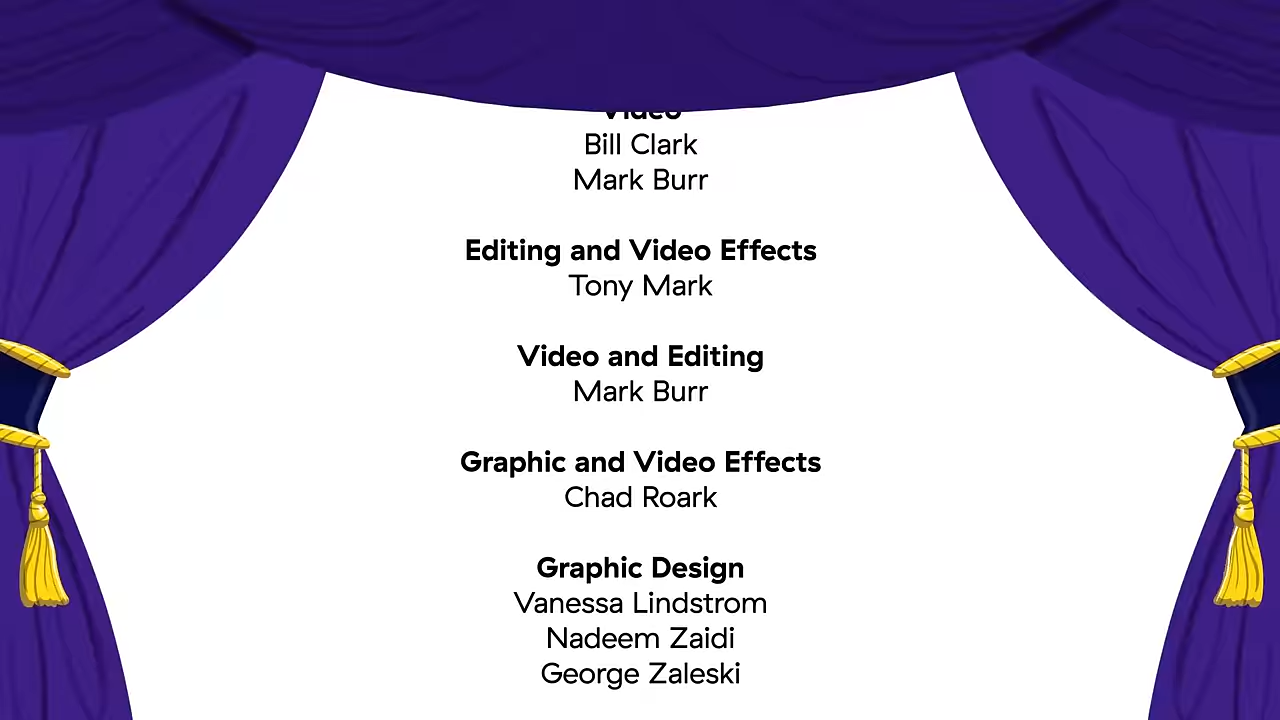 Video
Bill Clark
Mark Burr
Editing and Video Effects
Tony Mark
Video and Editing
Mark Burr
Graphic and Video Effects
Chad Roark
Graphic Design
Vanessa Lindstrom
Nadeem Zaidi
George Zaleski